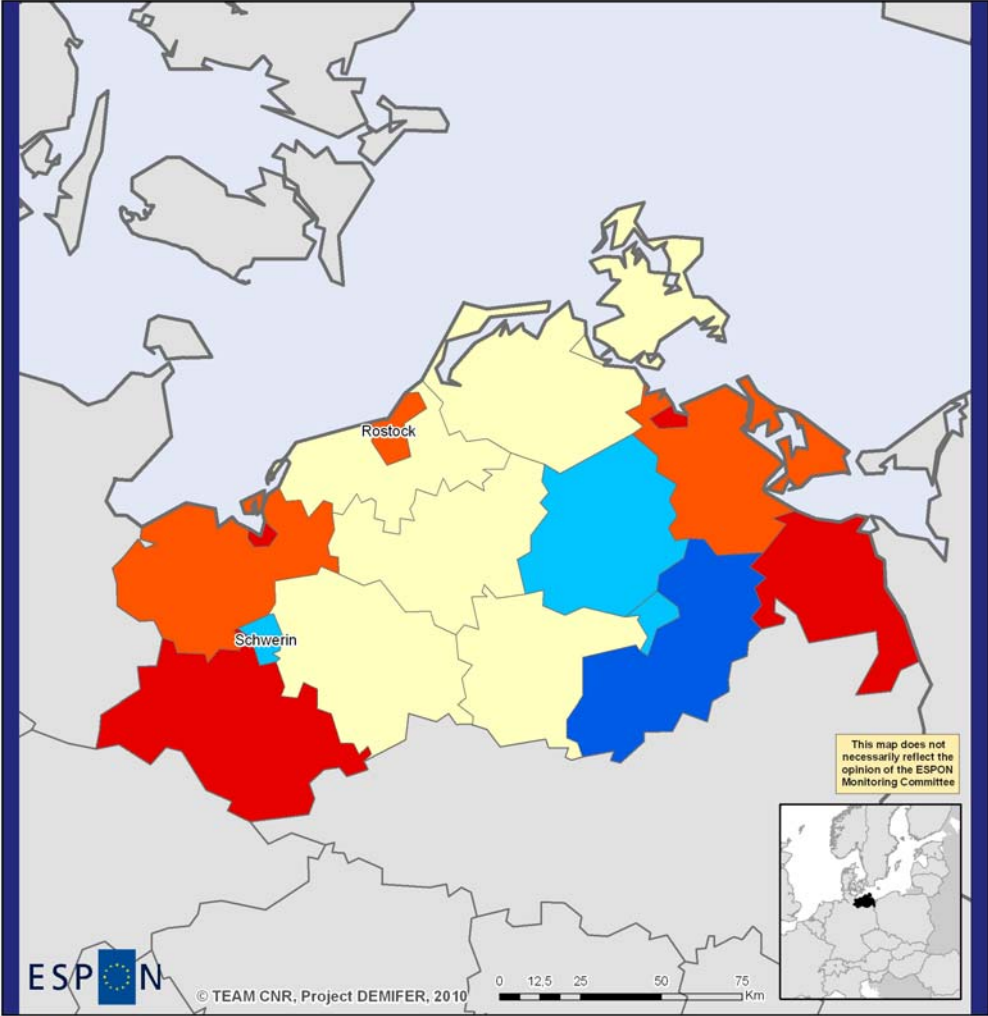 Rostock
Schwerin
This map does not
necessarily reflect the
opinion of the ESPON
Monitoring Committee
ESPON
© TEAM CNR, Project DEMIFER, 2010
0 12,5 25 50 75
Km